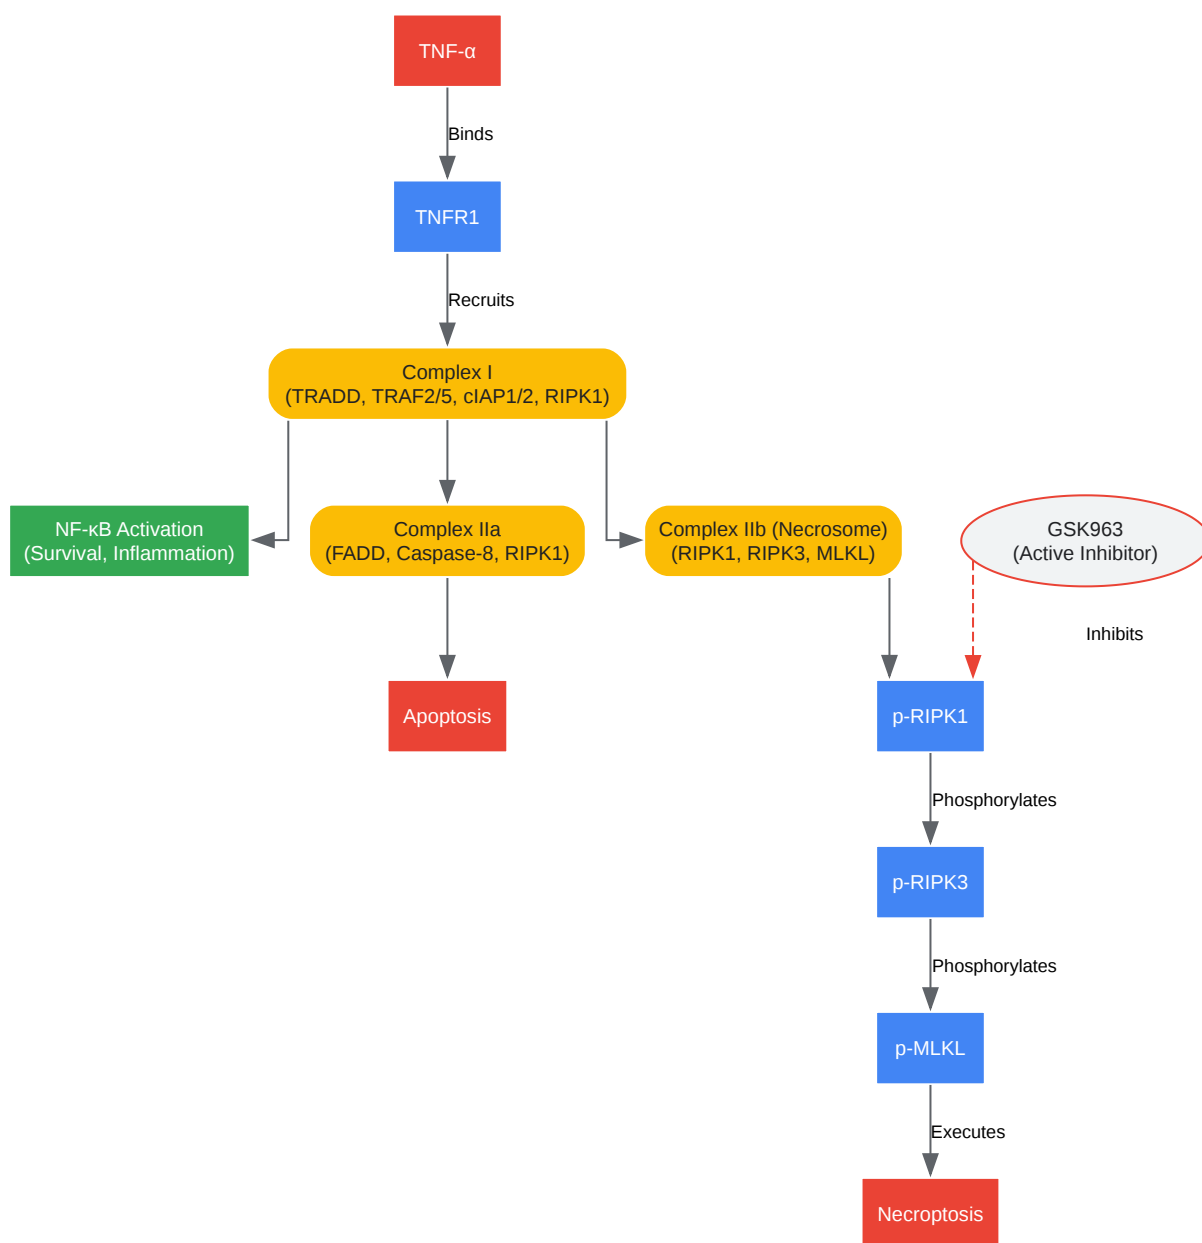 TNF-α
Binds
TNFR1
Recruits
Complex I
(TRADD, TRAF2/5, cIAP1/2, RIPK1)
NF-κB Activation
(Survival, Inflammation)
Complex IIa
(FADD, Caspase-8, RIPK1)
Complex IIb (Necrosome)
(RIPK1, RIPK3, MLKL)
GSK963
(Active Inhibitor)
Inhibits
Apoptosis
p-RIPK1
Phosphorylates
p-RIPK3
Phosphorylates
p-MLKL
Executes
Necroptosis